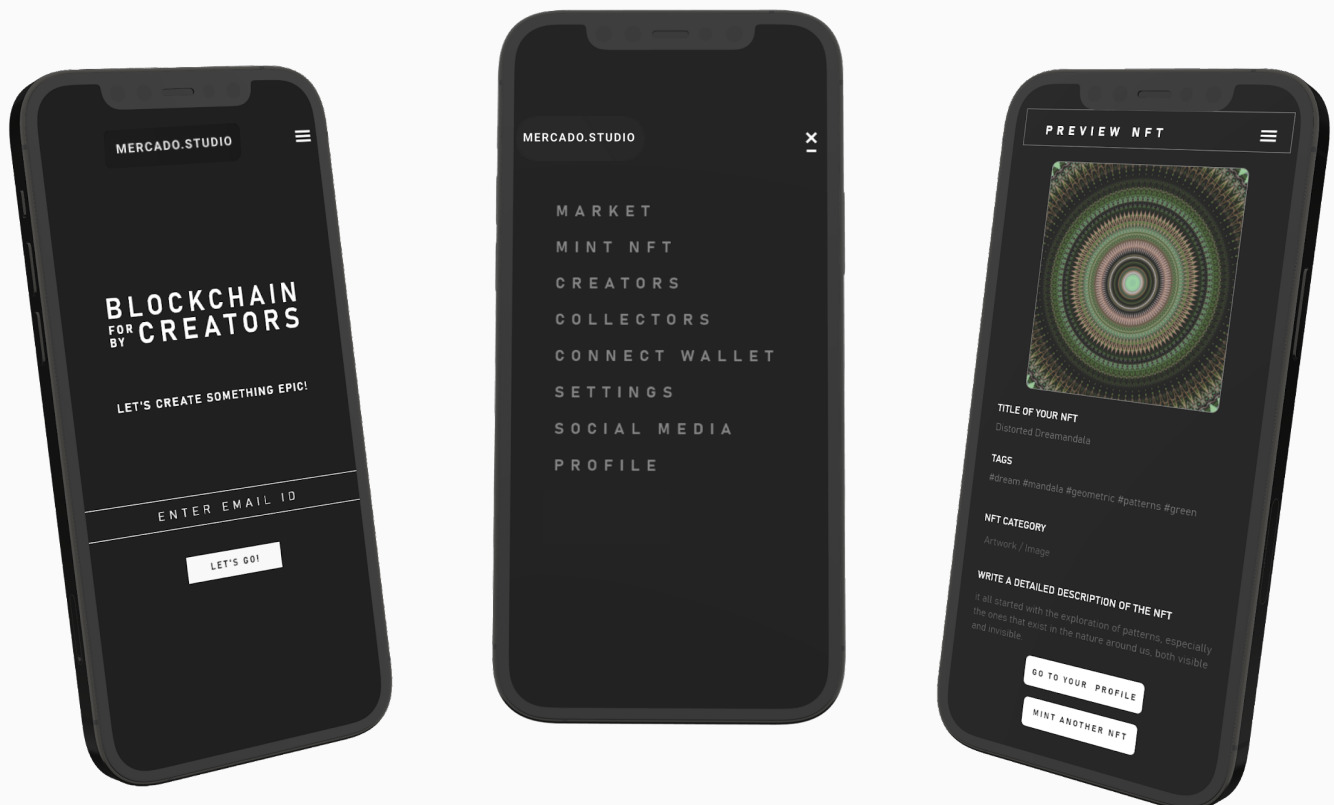 MERCADO.STUDIO
BLOCKCHAIN
FOR
BY
CREATORS
LET'S CREATE SOMETHING EPIC!
ENTER EMAIL ID
LET'S GO!
MERCADO.STUDIO
MARKET
MINT NFT
CREATORS
COLLECTORS
CONNECT WALLET
SETTINGS
SOCIAL MEDIA
PROFILE
PREVIEW NFT
TITLE OF YOUR NFT
Distorted Dreamandala
TAGS
#dream #mandala #geometric #patterns #green
NFT CATEGORY
Artwork / Image
WRITE A DETAILED DESCRIPTION OF THE NFT
it all started with the exploration of patterns, especially
the ones that exist in the nature around us, both visible
and invisible
GO TO YOUR PROFILE
MINT ANOTHER NFT